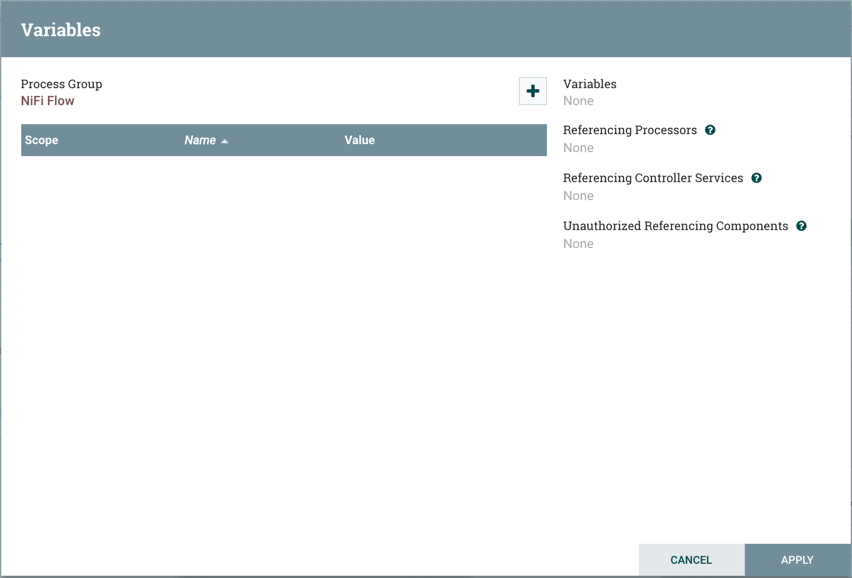 Variables
Process Group
NiFi Flow
Scope Name Value
Variables
None
Referencing Processors
None
Referencing Controller Services
None
Unauthorized Referencing Components
None
CANCEL APPLY